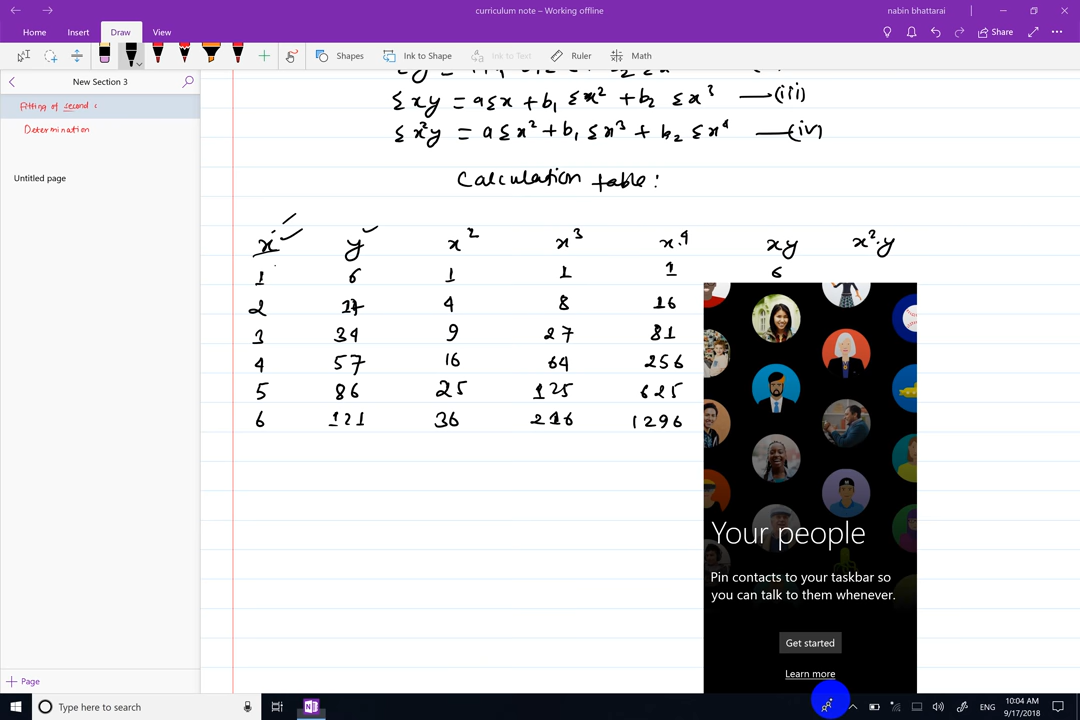 curriculum note – Working offline
nabin bhattarai
Home Insert Draw View
Share
Shapes Ink to Shape Ink to Text Ruler Math
New Section 3
Fitting of second
Determination
Untitled page
Σxy = aΣx + b₁ Σx² + b₂ Σx³ —(iii)
Σx²y = aΣx² + b₁Σx³ + b₂Σx⁴ —(iv)
Calculation table:
x y x² x³ x⁴ xy x².y
1 6 1 1 1 6
2 4 8 16
3 34 9 27 81
4 57 16 64 256
5 86 25 125 625
6 121 36 216 1296
Your people
Pin contacts to your taskbar so
you can talk to them whenever.
Get started
Learn more
Page
Type here to search
ENG
10:04 AM
9/17/2018